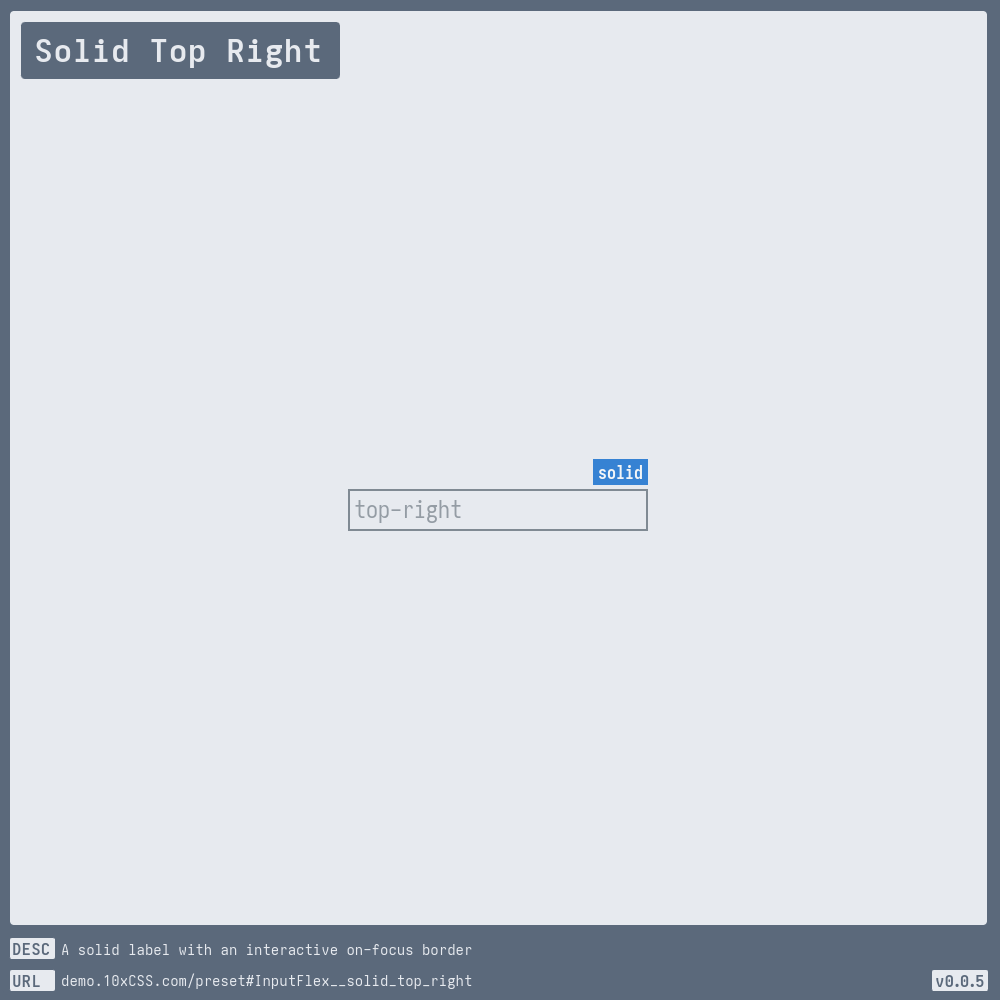 Solid Top Right
solid
top-right
DESC A solid label with an interactive on-focus border
URL demo.10xCSS.com/preset#InputFlex__solid_top_right
v0.0.5